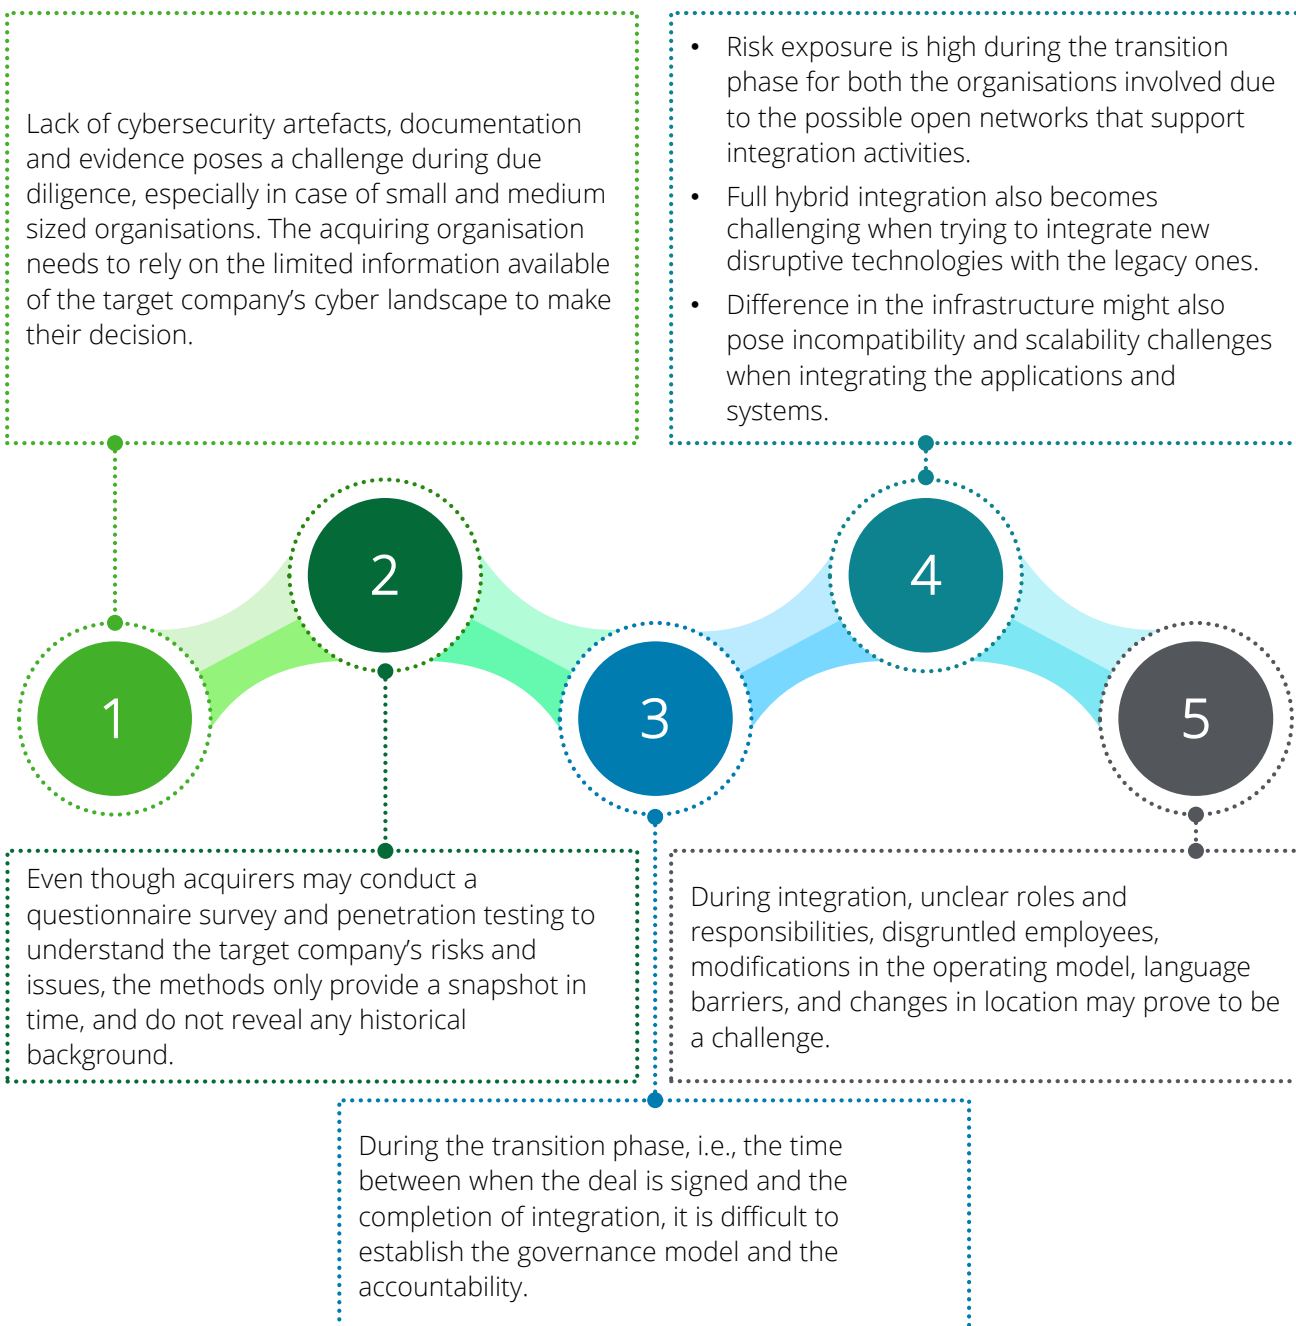 Lack of cybersecurity artefacts, documentation
and evidence poses a challenge during due
diligence, especially in case of small and medium
sized organisations. The acquiring organisation
needs to rely on the limited information available
of the target company’s cyber landscape to make
their decision.
• Risk exposure is high during the transition
phase for both the organisations involved due
to the possible open networks that support
integration activities.
• Full hybrid integration also becomes
challenging when trying to integrate new
disruptive technologies with the legacy ones.
• Difference in the infrastructure might also
pose incompatibility and scalability challenges
when integrating the applications and
systems.
1
2
3
4
5
Even though acquirers may conduct a
questionnaire survey and penetration testing to
understand the target company’s risks and
issues, the methods only provide a snapshot in
time, and do not reveal any historical
background.
During integration, unclear roles and
responsibilities, disgruntled employees,
modifications in the operating model, language
barriers, and changes in location may prove to be
a challenge.
During the transition phase, i.e., the time
between when the deal is signed and the
completion of integration, it is difficult to
establish the governance model and the
accountability.